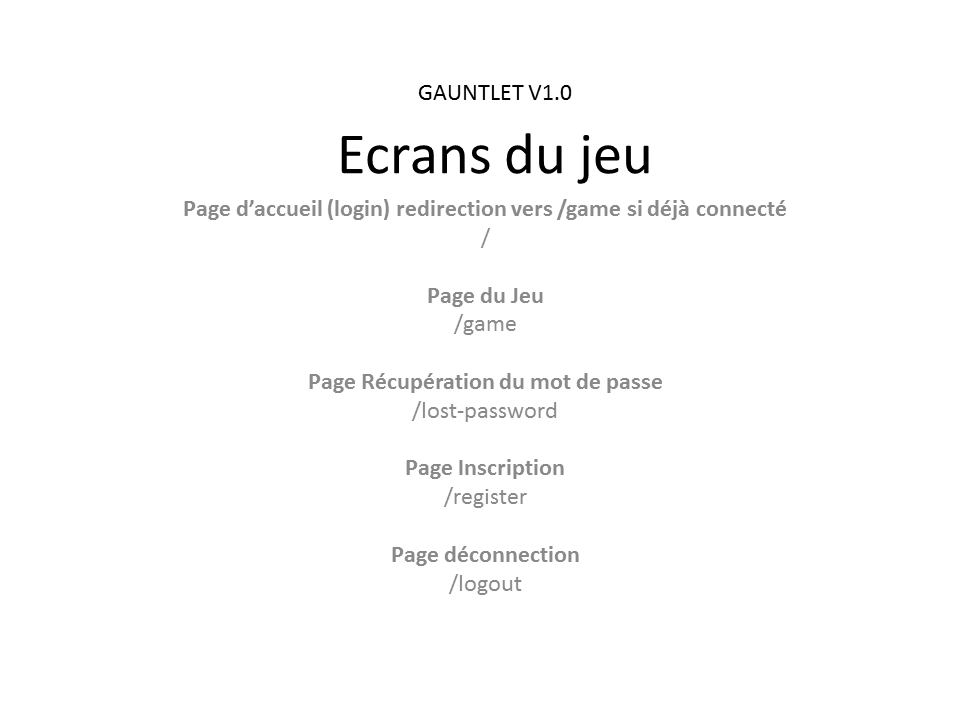 GAUNTLET V1.0
Ecrans du jeu
Page d’accueil (login) redirection vers /game si déjà connecté
/
Page du Jeu
/game
Page Récupération du mot de passe
/lost-password
Page Inscription
/register
Page déconnection
/logout